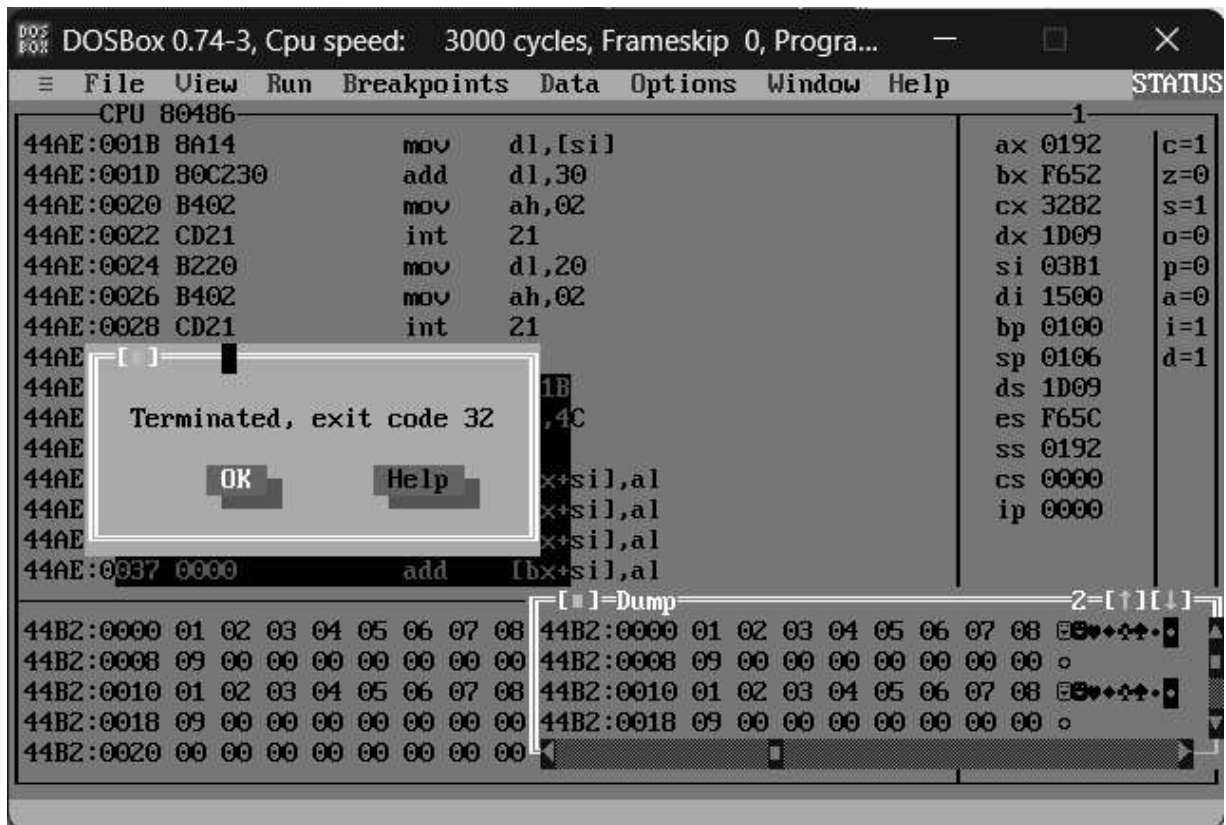 DOSBox 0.74-3, Cpu speed: 3000 cycles, Frameskip 0, Progra...
≡ File View Run Breakpoints Data Options Window Help STATUS
CPU 80486 1
44AE:001B 8A14 mov dl,[si] ax 0192 c=1
44AE:001D 80C230 add dl,30 bx F652 z=0
44AE:0020 B402 mov ah,02 cx 3282 s=1
44AE:0022 CD21 int 21 dx 1D09 o=0
44AE:0024 B220 mov dl,20 si 03B1 p=0
44AE:0026 B402 mov ah,02 di 1500 a=0
44AE:0028 CD21 int 21 bp 0100 i=1
44AE sp 0106 d=1
44AE 1B ds 1D09
44AE Terminated, exit code 32 ,4C es F65C
44AE ss 0192
44AE OK Help x+si],al cs 0000
44AE x+si],al ip 0000
44AE x+si],al
44AE:0037 0000 add [bx+si],al
[■]=Dump 2=[↑][↓]
44B2:0000 01 02 03 04 05 06 07 08 44B2:0000 01 02 03 04 05 06 07 08 ☺☻♥♦♣♠•◘
44B2:0008 09 00 00 00 00 00 00 00 44B2:0008 09 00 00 00 00 00 00 00 ○
44B2:0010 01 02 03 04 05 06 07 08 44B2:0010 01 02 03 04 05 06 07 08 ☺☻♥♦♣♠•◘
44B2:0018 09 00 00 00 00 00 00 00 44B2:0018 09 00 00 00 00 00 00 00 ○
44B2:0020 00 00 00 00 00 00 00 00